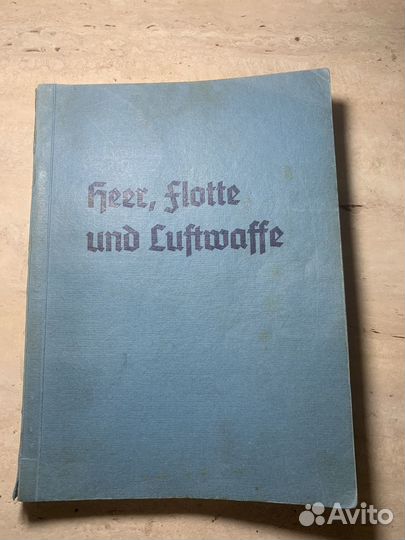 Heer, Flotte
und Luftwaffe
Avito